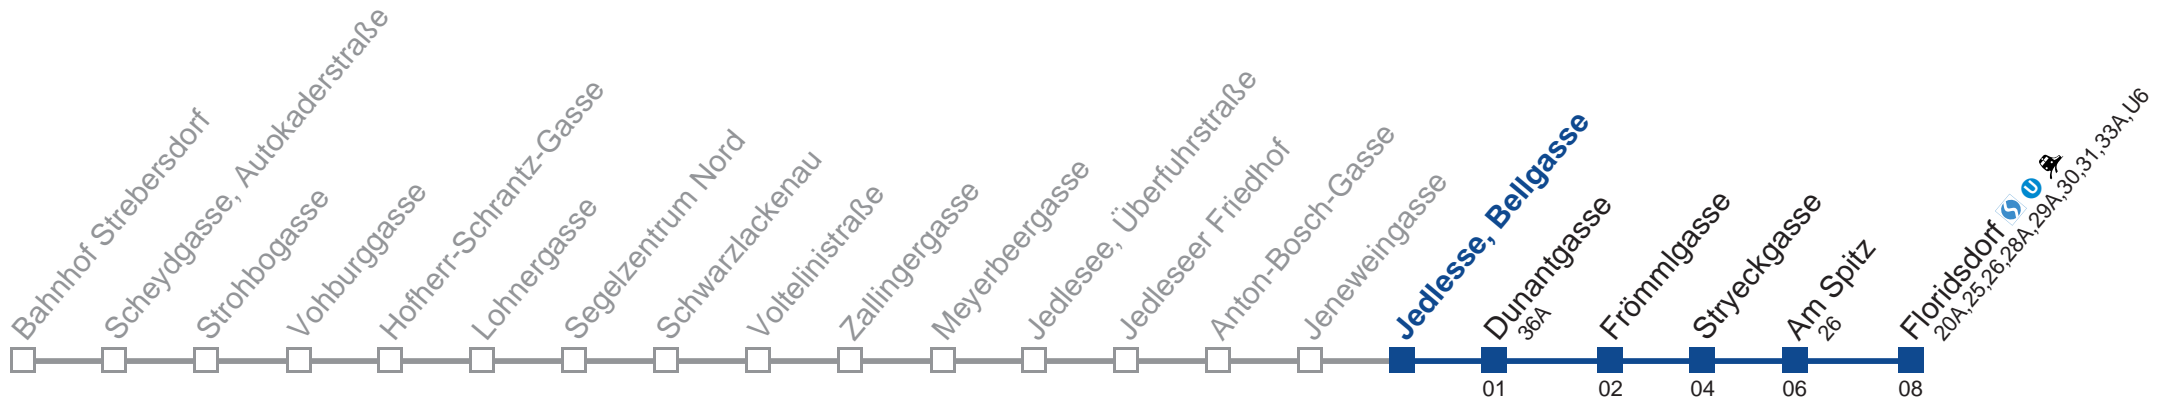 Bahnhof Strebersdorf
Scheydgasse, Autokaderstraße
Strohbogasse
Vohburggasse
Hofherr-Schrantz-Gasse
Lohnergasse
Segelzentrum Nord
Schwarzlackenau
Voltelinistraße
Zallingergasse
Meyerbeergasse
Jedlesee, Überfuhrstraße
Jedleseer Friedhof
Anton-Bosch-Gasse
Jeneweingasse
Jedlesse, Bellgasse
Dunantgasse
36A
Frömmlgasse
Stryeckgasse
Am Spitz
26
Floridsdorf S U
20A,25,26,28A,29A,30,31,33A,U6
01 02 04 06 08